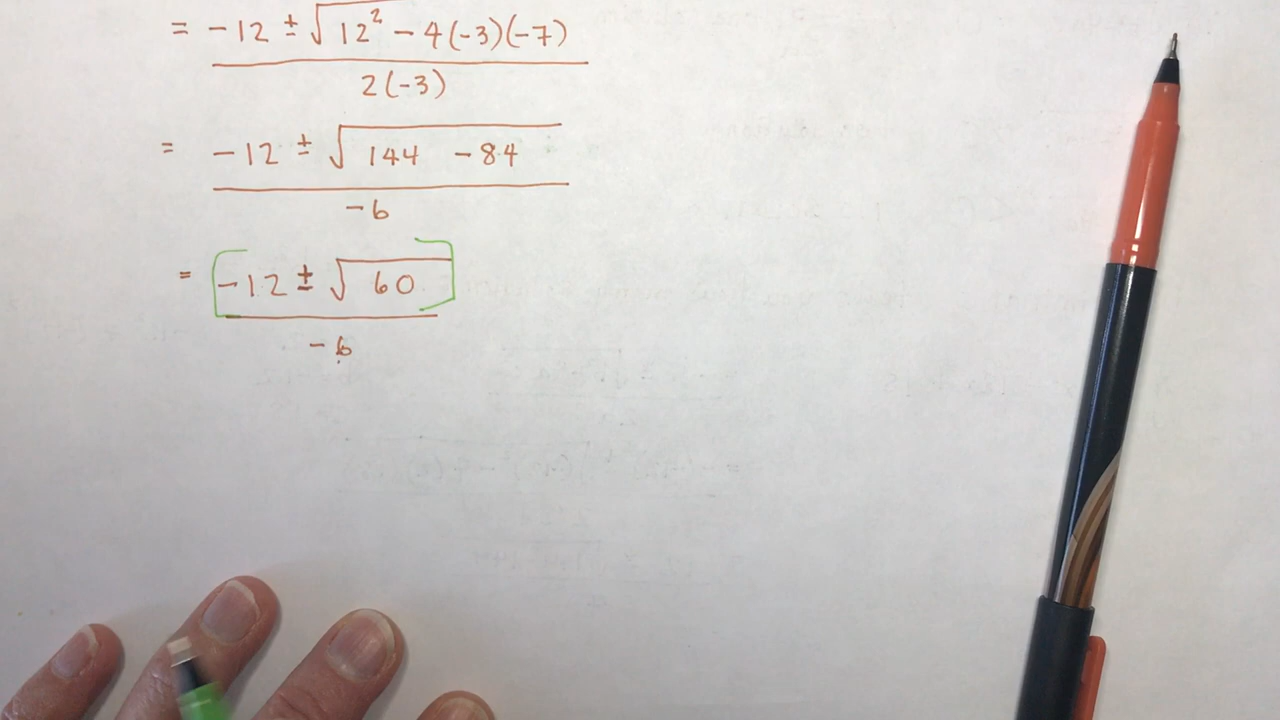 = -12 ± √12² - 4(-3)(-7)
2(-3)
= -12 ± √144 - 84
-6
= [-12 ± √60]
-6